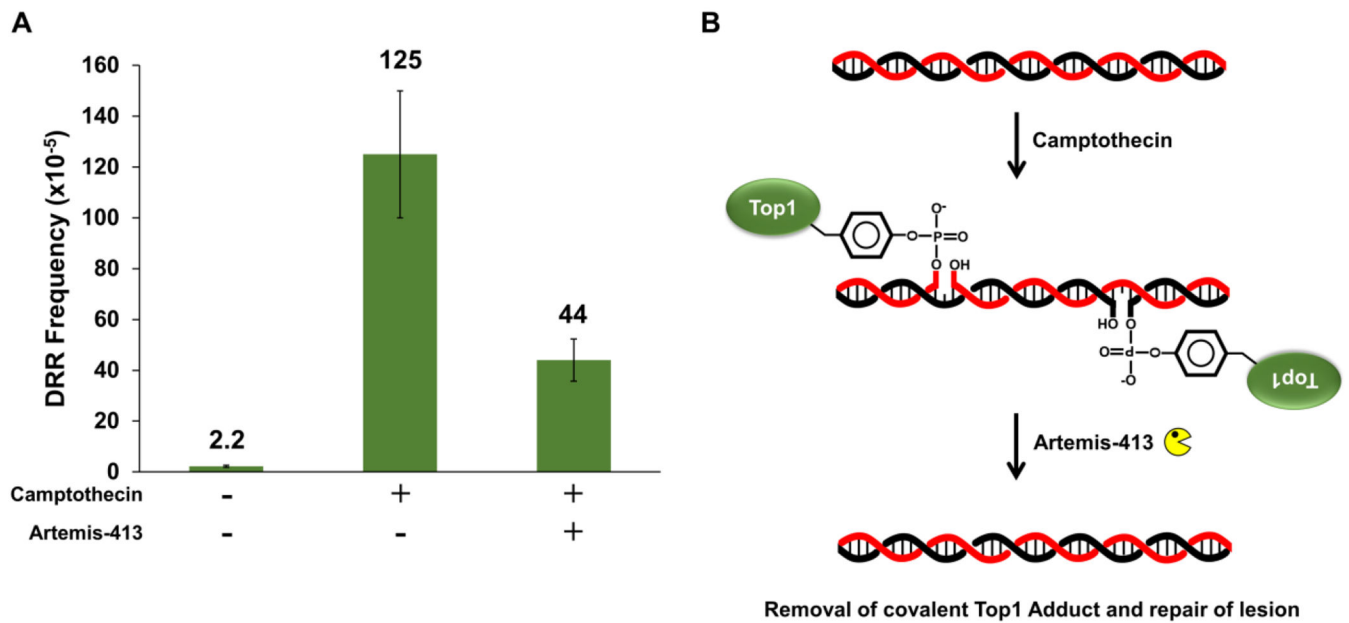 A
DRR Frequency (x10-5)
160
140
120
100
80
60
40
20
0
2.2
125
44
Camptothecin - + +
Artemis-413 - - +
B
Camptothecin
Top1
O-
O P O
O OH
HO O
O P O
-O
Top1
Artemis-413
Removal of covalent Top1 Adduct and repair of lesion